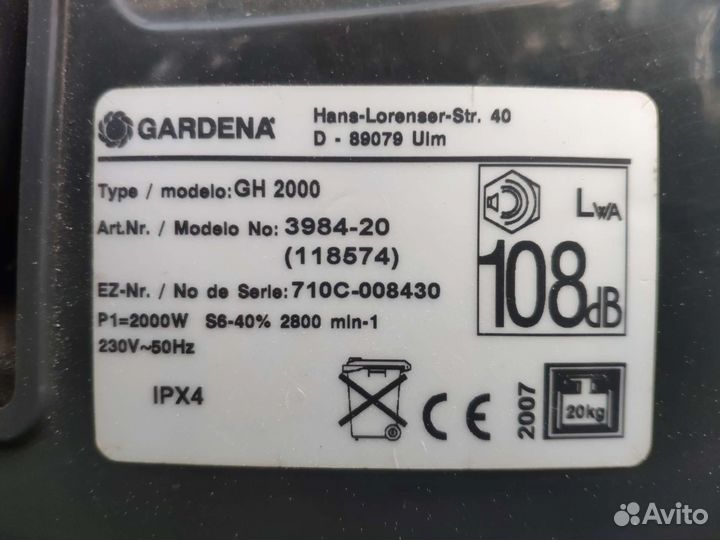 GARDENA
Hans-Lorenser-Str. 40
D - 89079 Ulm
Type / modelo: GH 2000
Art.Nr. / Modelo No: 3984-20
(118574)
EZ-Nr. / No de Serie: 710C-008430
P1=2000W S6-40% 2800 min-1
230V~50Hz
IPX4
LWA
108dB
CE
2007
20kg
Avito